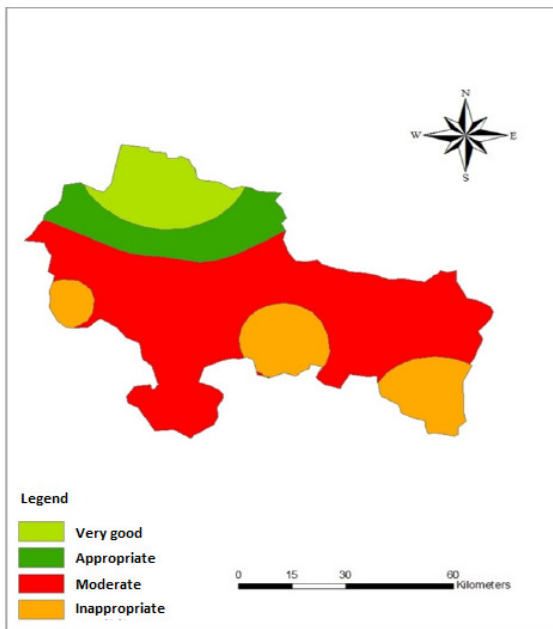 N
W E
S
Legend
Very good
Appropriate
Moderate
Inappropriate
0 15 30 60
Kilometers